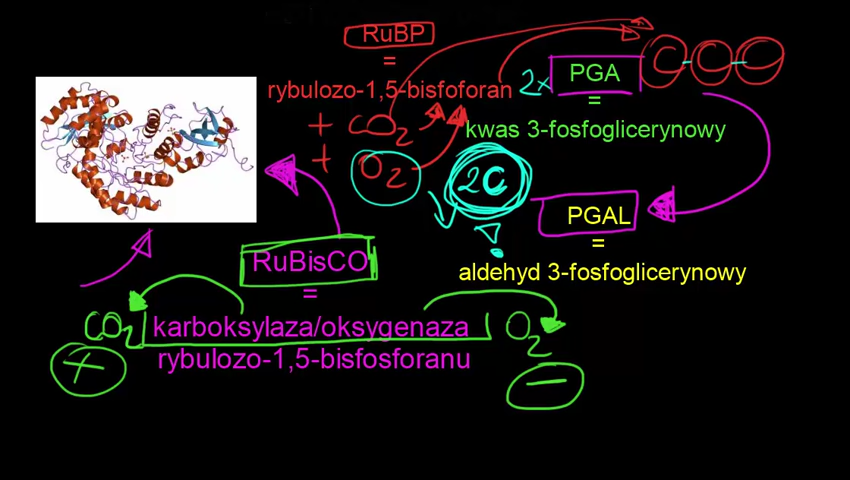 RuBP
=
rybulozo-1,5-bisfoforan
+ CO2
+ O2
C-C-C
2x PGA
=
kwas 3-fosfoglicerynowy
2C
PGAL
=
aldehyd 3-fosfoglicerynowy
RuBisCO
=
CO2 karboksylaza/oksygenaza O2
rybulozo-1,5-bisfosforanu
+ −